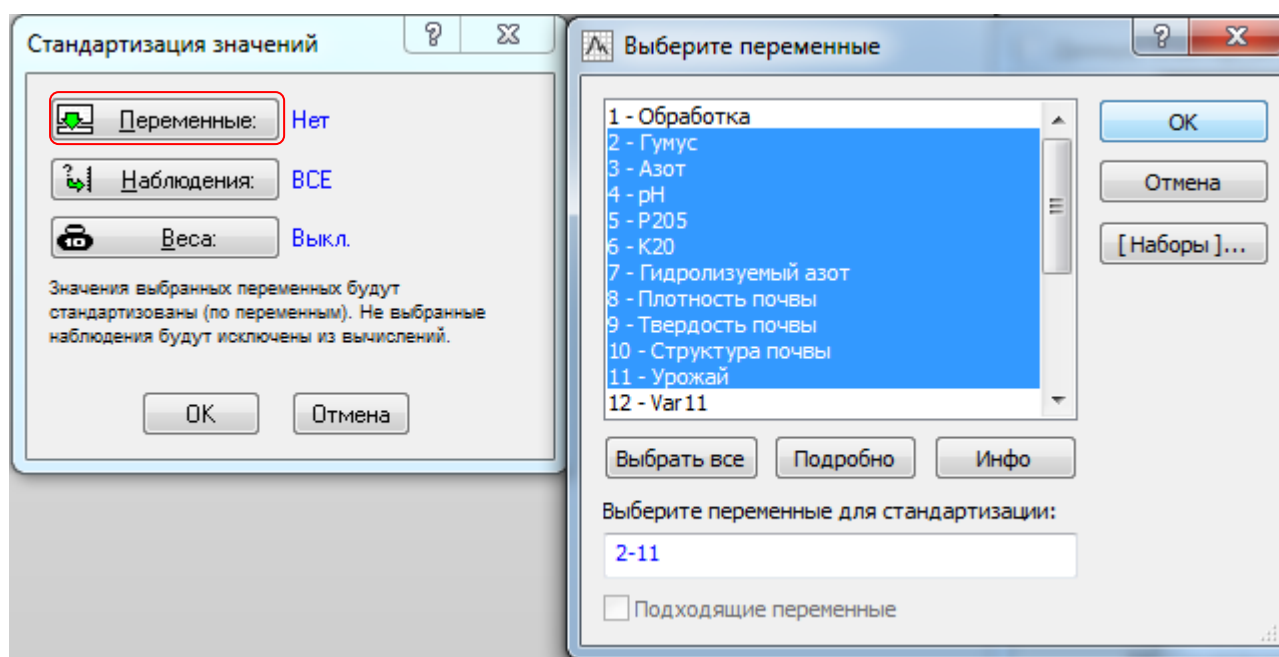 Стандартизация значений
Переменные: Нет
Наблюдения: ВСЕ
Веса: Выкл.
Значения выбранных переменных будут
стандартизованы (по переменным). Не выбранные
наблюдения будут исключены из вычислений.
OK Отмена
Выберите переменные
1 - Обработка
2 - Гумус
3 - Азот
4 - pH
5 - P205
6 - K20
7 - Гидролизуемый азот
8 - Плотность почвы
9 - Твердость почвы
10 - Структура почвы
11 - Урожай
12 - Var11
OK
Отмена
[ Наборы ]...
Выбрать все Подробно Инфо
Выберите переменные для стандартизации:
2-11
Подходящие переменные